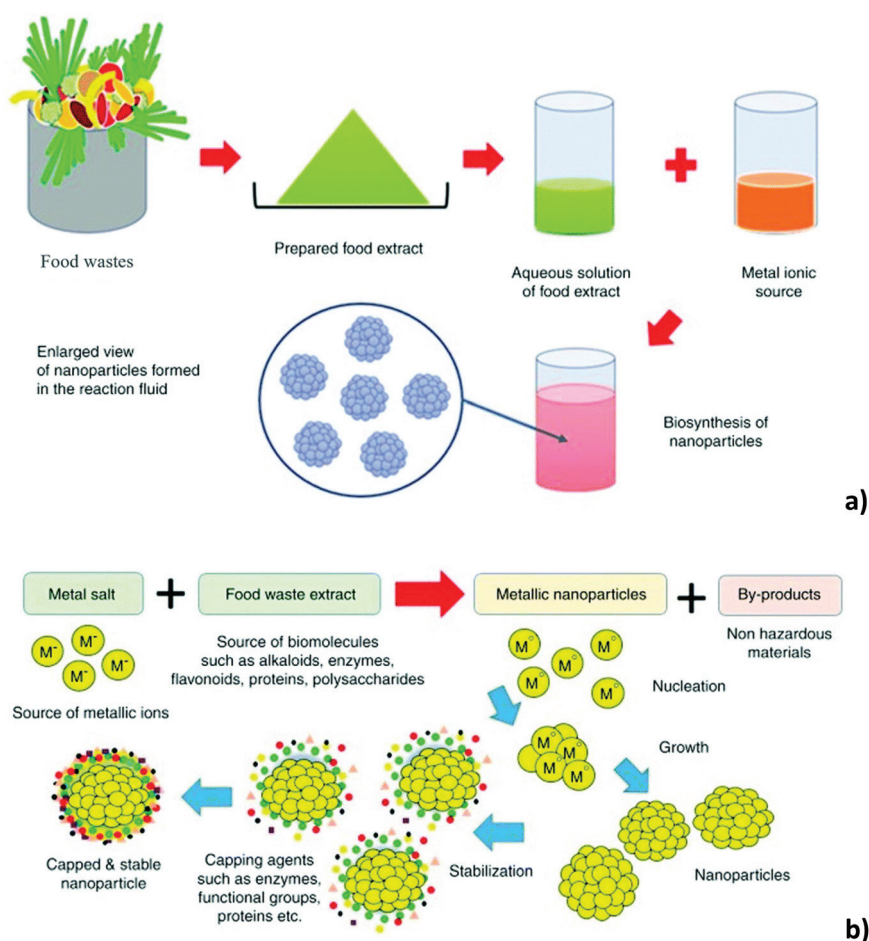 Food wastes
Prepared food extract
Aqueous solution
of food extract
Metal ionic
source
Enlarged view
of nanoparticles formed
in the reaction fluid
Biosynthesis of
nanoparticles
a)
Metal salt
+
Food waste extract
Metallic nanoparticles
+
By-products
M⁻
M⁻
M⁻
M⁻
Source of metallic ions
Source of biomolecules
such as alkaloids, enzymes,
flavonoids, proteins, polysaccharides
M°
M°
M°
M°
M°
Nucleation
Non hazardous
materials
M°
M°
M°
M°
Growth
Capped & stable
nanoparticle
Capping agents
such as enzymes,
functional groups,
proteins etc.
Stabilization
Nanoparticles
b)